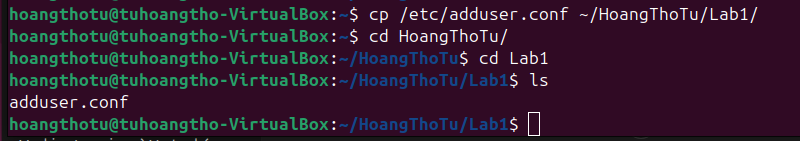 hoangthotu@tuhoangtho-VirtualBox:~$ cp /etc/adduser.conf ~/HoangThoTu/Lab1/
hoangthotu@tuhoangtho-VirtualBox:~$ cd HoangThoTu/
hoangthotu@tuhoangtho-VirtualBox:~/HoangThoTu$ cd Lab1
hoangthotu@tuhoangtho-VirtualBox:~/HoangThoTu/Lab1$ ls
adduser.conf
hoangthotu@tuhoangtho-VirtualBox:~/HoangThoTu/Lab1$